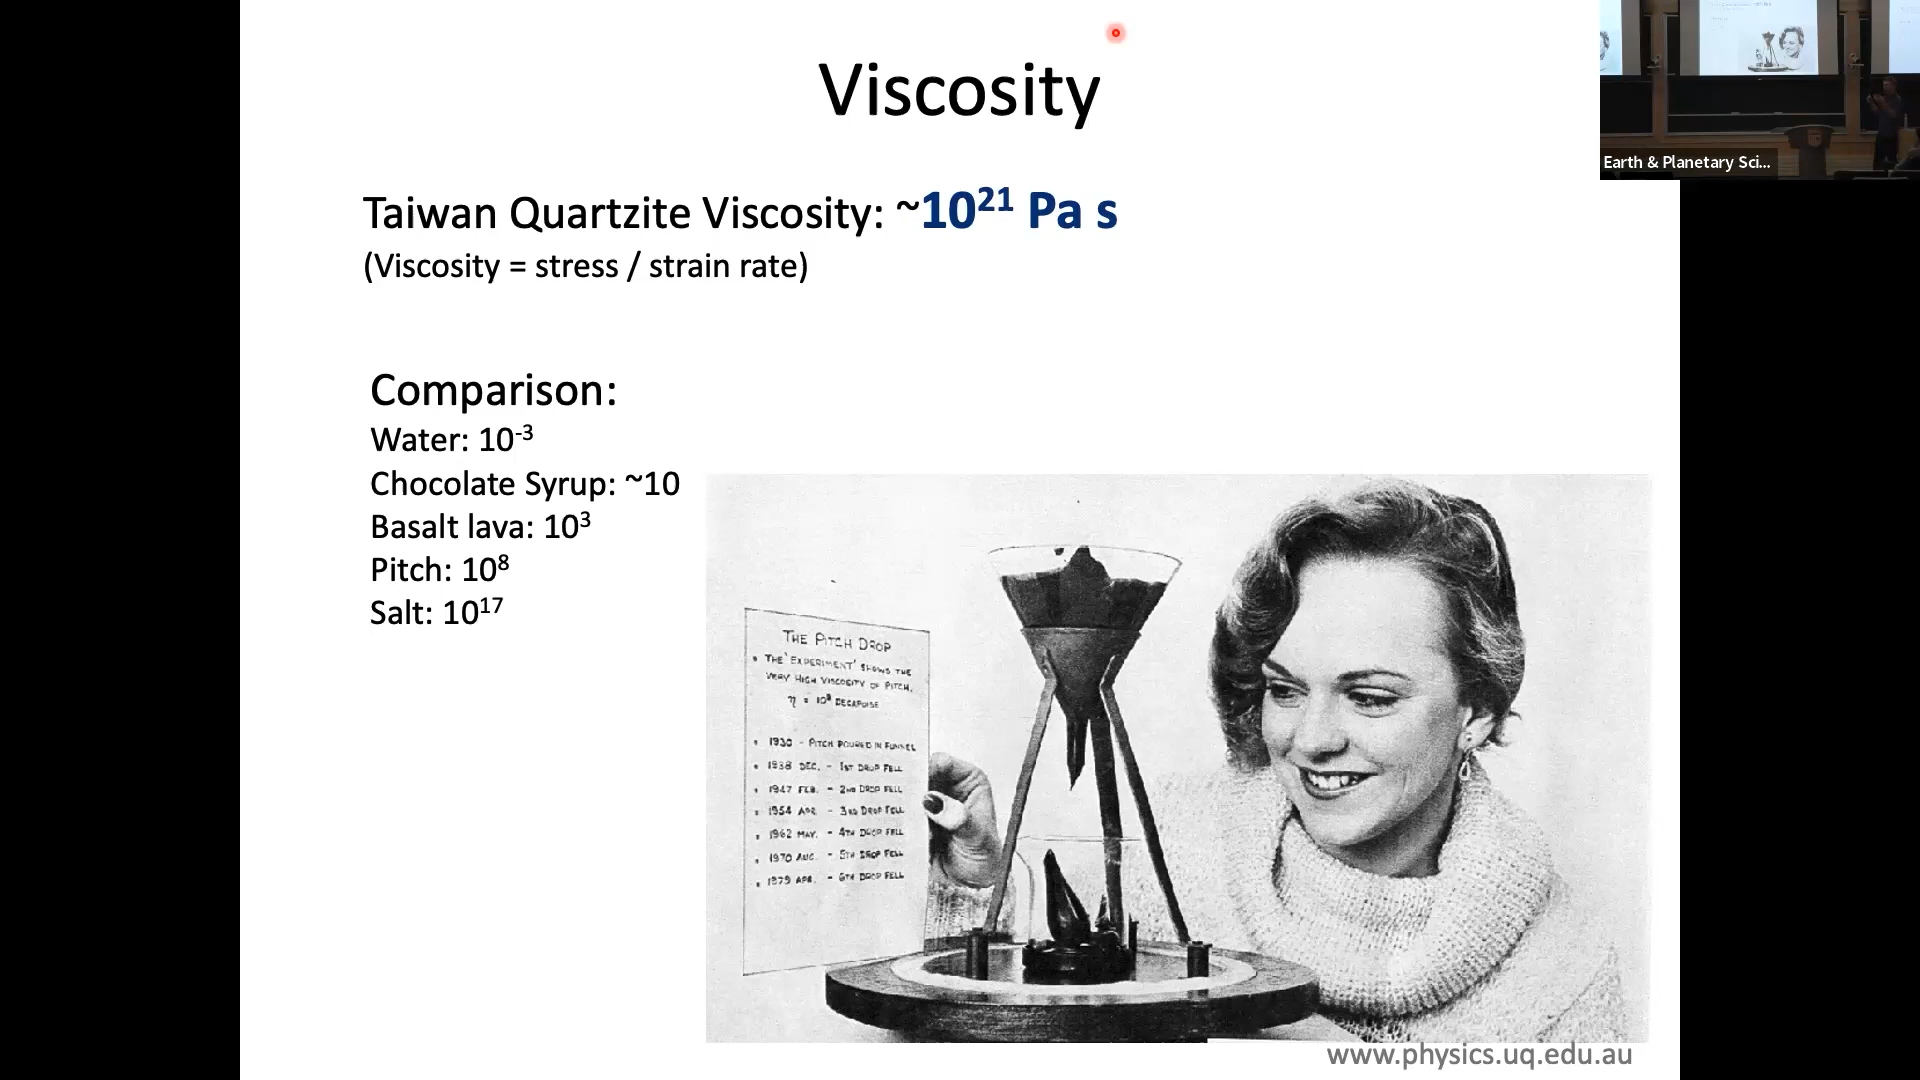 Viscosity
Taiwan Quartzite Viscosity: ~10²¹ Pa s
(Viscosity = stress / strain rate)
Comparison:
Water: 10⁻³
Chocolate Syrup: ~10
Basalt lava: 10³
Pitch: 10⁸
Salt: 10¹⁷
THE PITCH DROP
• THE 'EXPERIMENT' SHOWS THE
VERY HIGH VISCOSITY OF PITCH.
η = 10⁸ DECAPOISE
• 1930 - PITCH POURED IN FUNNEL
• 1938 DEC. - 1ST DROP FELL
• 1947 FEB. - 2ND DROP FELL
• 1954 APR. - 3RD DROP FELL
• 1962 MAY. - 4TH DROP FELL
• 1970 AUG. - 5TH DROP FELL
• 1979 APR. - 6TH DROP FELL
www.physics.uq.edu.au
Earth & Planetary Sci...